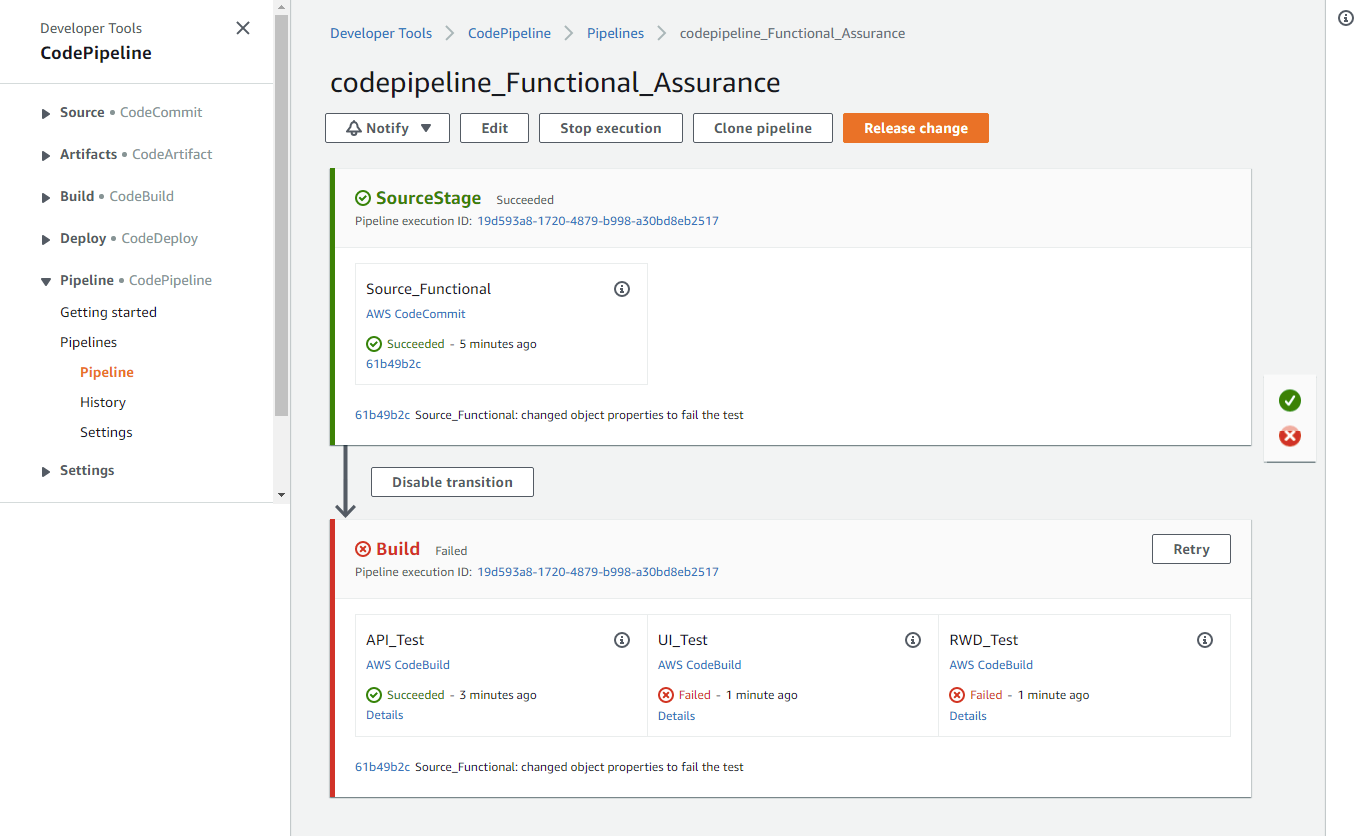 Developer Tools
CodePipeline
Source • CodeCommit
Artifacts • CodeArtifact
Build • CodeBuild
Deploy • CodeDeploy
Pipeline • CodePipeline
Getting started
Pipelines
Pipeline
History
Settings
Settings
Developer Tools > CodePipeline > Pipelines > codepipeline_Functional_Assurance
codepipeline_Functional_Assurance
Notify Edit Stop execution Clone pipeline Release change
SourceStage Succeeded
Pipeline execution ID: 19d593a8-1720-4879-b998-a30bd8eb2517
Source_Functional
AWS CodeCommit
Succeeded - 5 minutes ago
61b49b2c
61b49b2c Source_Functional: changed object properties to fail the test
Disable transition
Build Failed
Retry
Pipeline execution ID: 19d593a8-1720-4879-b998-a30bd8eb2517
API_Test
AWS CodeBuild
Succeeded - 3 minutes ago
Details
UI_Test
AWS CodeBuild
Failed - 1 minute ago
Details
RWD_Test
AWS CodeBuild
Failed - 1 minute ago
Details
61b49b2c Source_Functional: changed object properties to fail the test